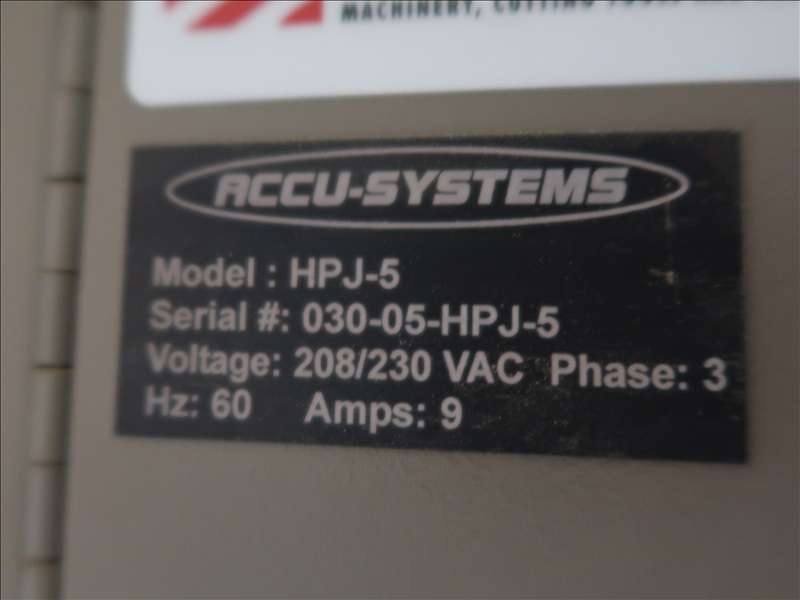 MACHINERY, CUTTING TOOLS
ACCU-SYSTEMS
Model : HPJ-5
Serial #: 030-05-HPJ-5
Voltage: 208/230 VAC Phase: 3
Hz: 60 Amps: 9